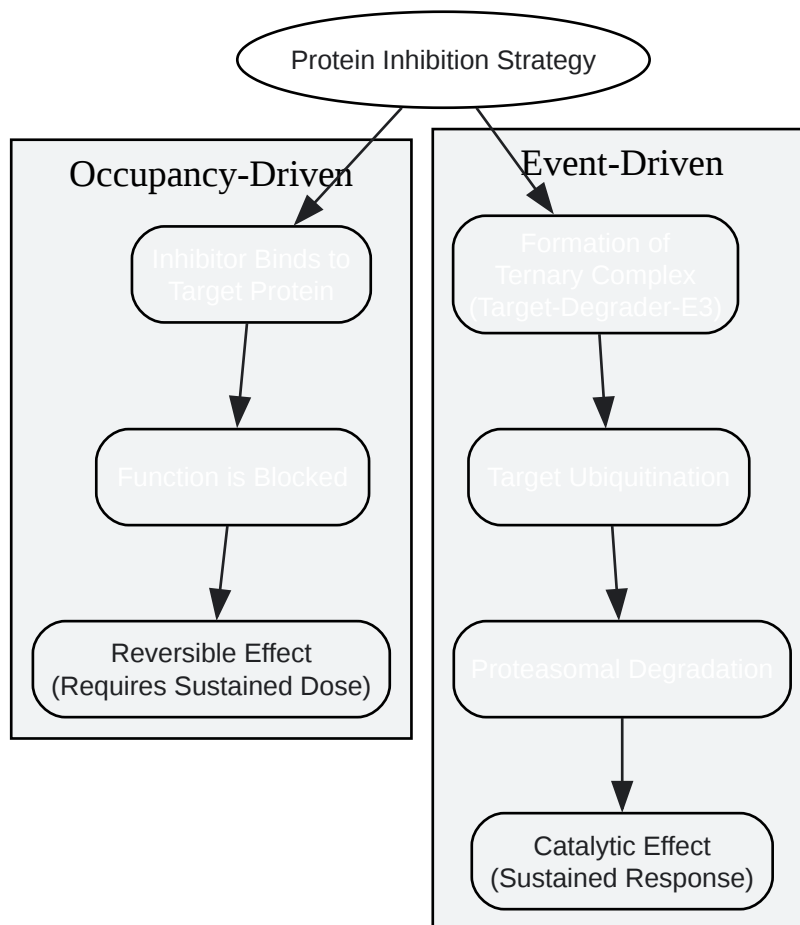 Protein Inhibition Strategy
Occupancy-Driven
Inhibitor Binds to
Target Protein
Function is Blocked
Reversible Effect
(Requires Sustained Dose)
Event-Driven
Formation of
Ternary Complex
(Target-Degrader-E3)
Target Ubiquitination
Proteasomal Degradation
Catalytic Effect
(Sustained Response)